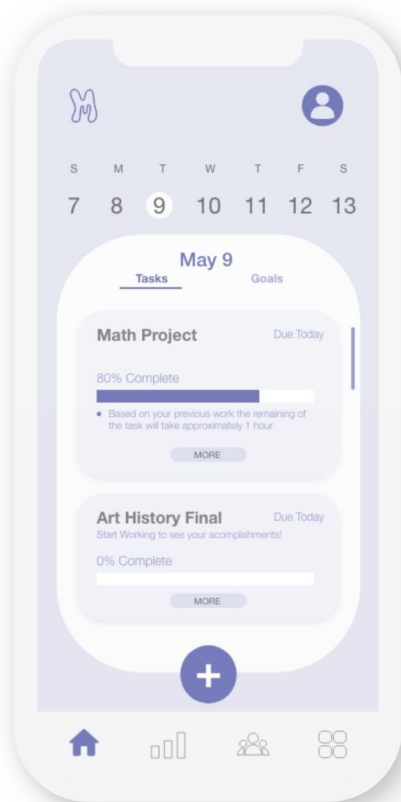 M
S M T W T F S
7 8 9 10 11 12 13
May 9
Tasks Goals
Math Project Due Today
80% Complete
Based on your previous work the remaining of
the task will take approximately 1 hour
MORE
Art History Final Due Today
Start Working to see your acomplishments!
0% Complete
MORE
+